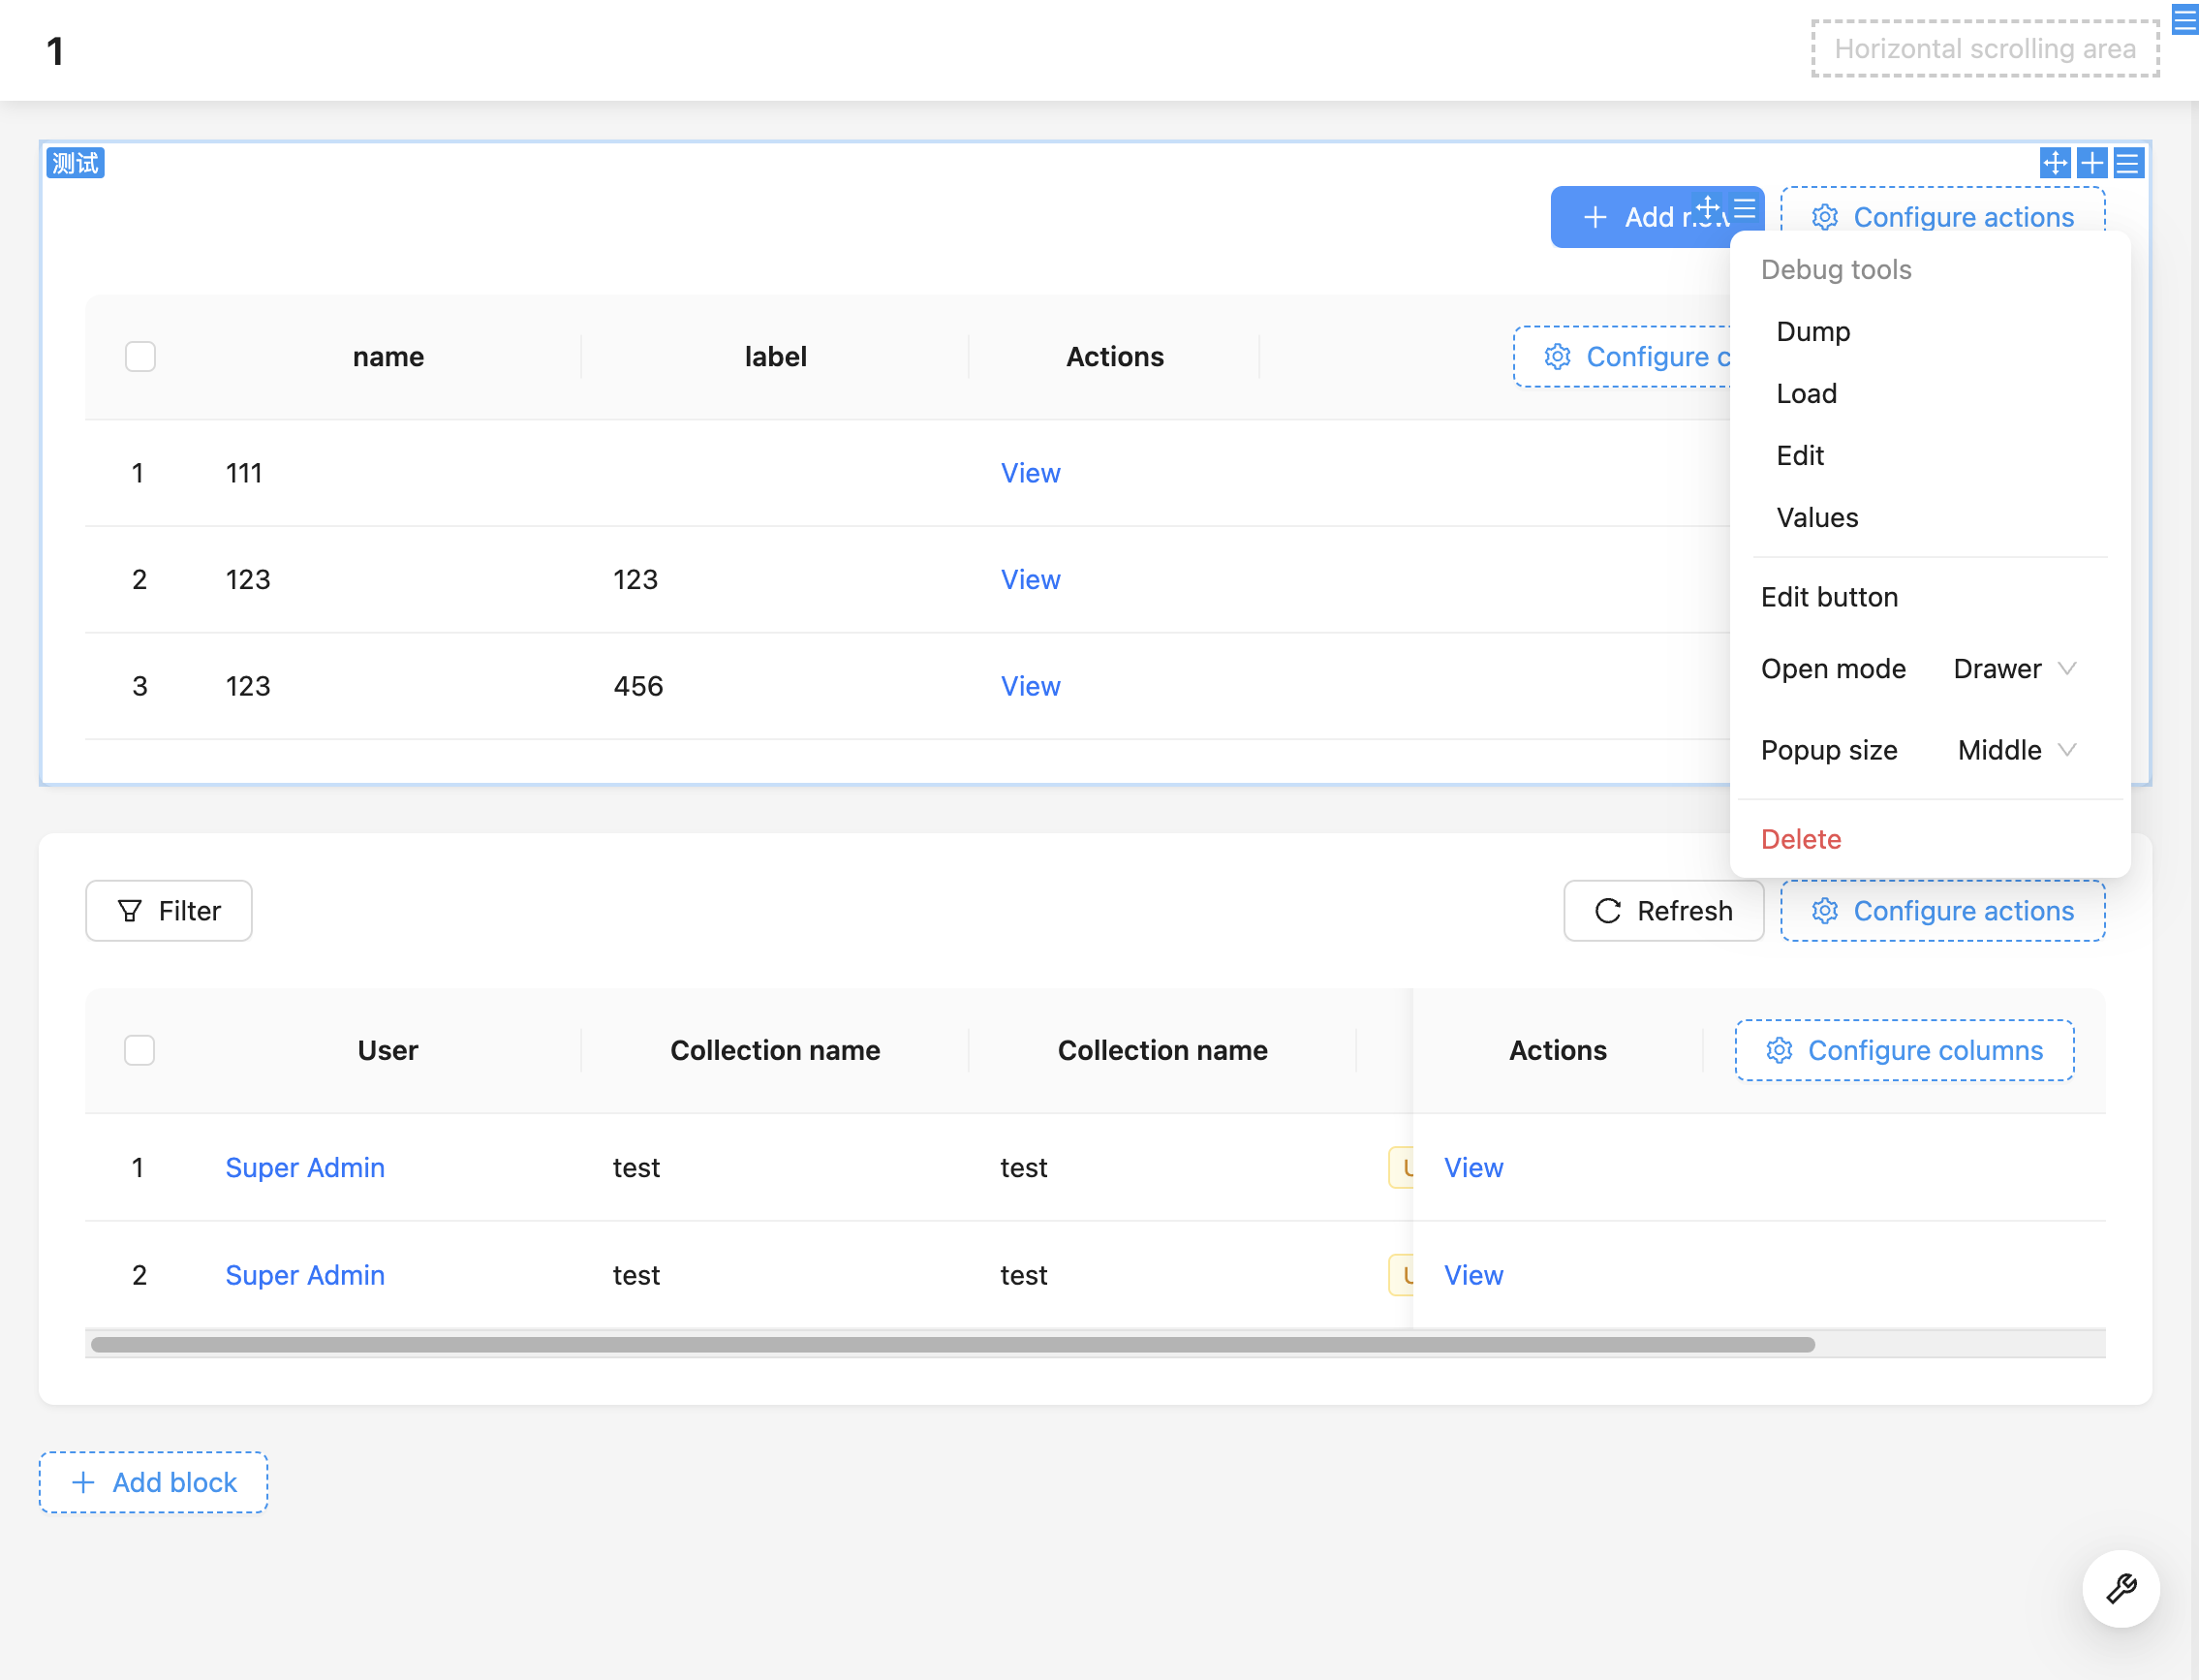 1
Horizontal scrolling area
测试
Add new
Configure actions
Debug tools
Dump
Load
Edit
Values
Edit button
Open mode Drawer
Popup size Middle
Delete
name label Actions Configure c
1 111 View
2 123 123 View
3 123 456 View
Filter Refresh Configure actions
User Collection name Collection name Actions Configure columns
1 Super Admin test test View
2 Super Admin test test View
Add block